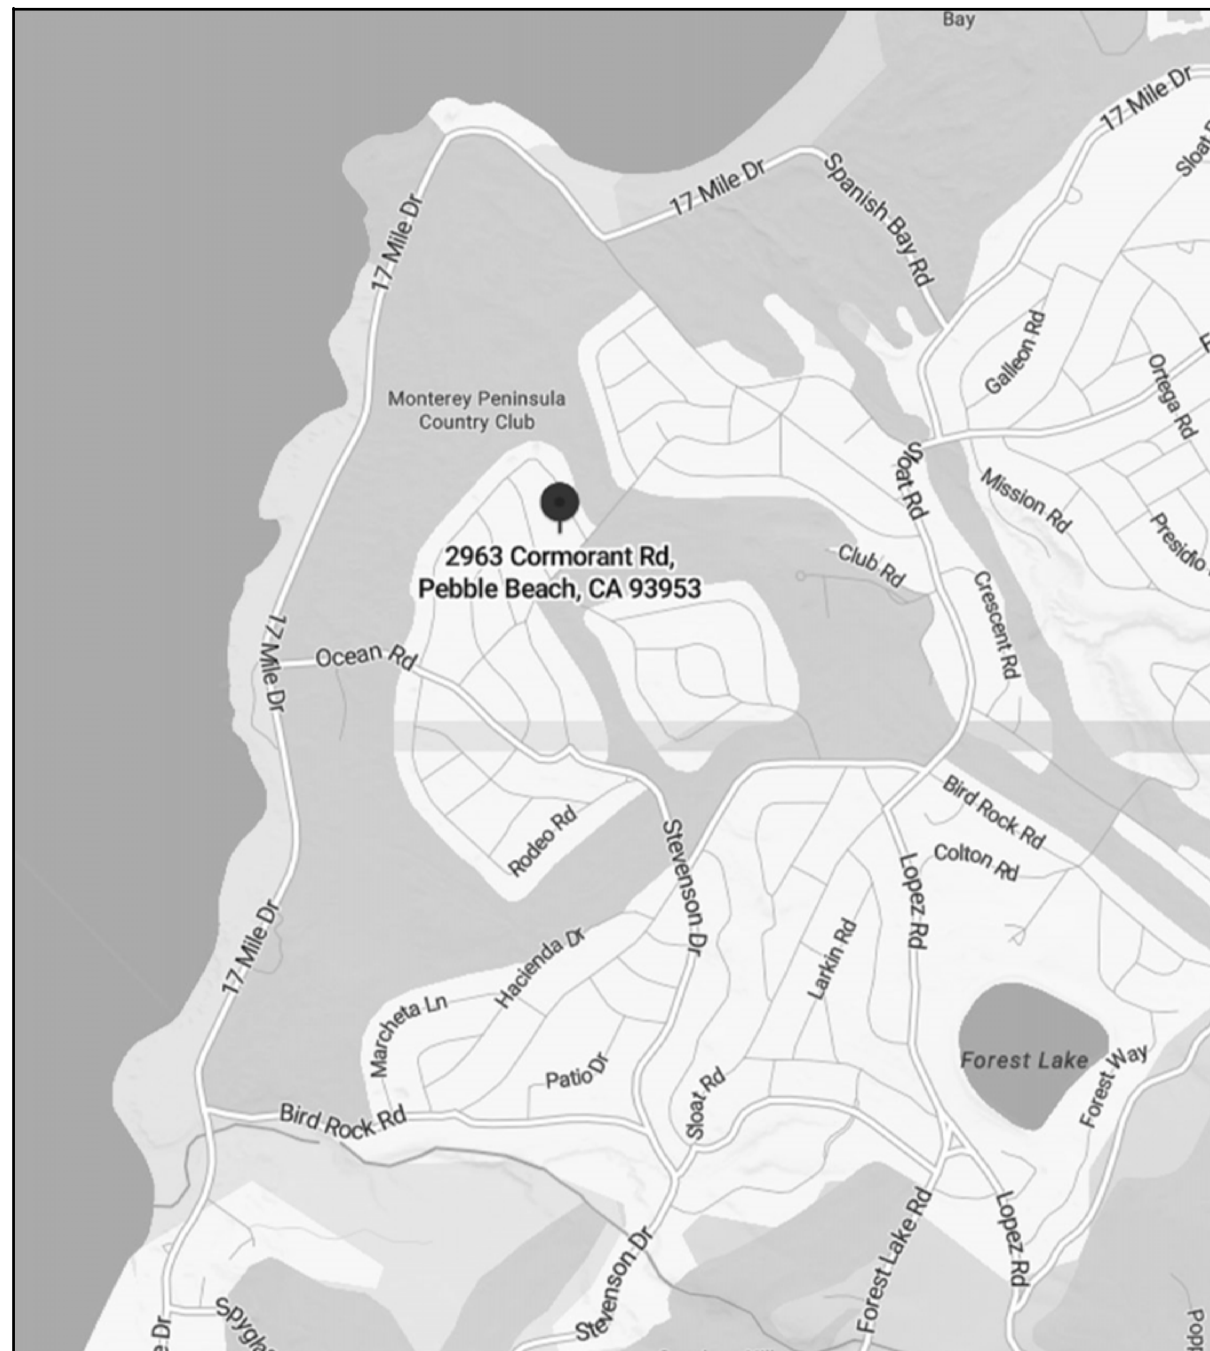 Bay
17 Mile Dr
17 Mile Dr
Spanish Bay Rd
17 Mile Dr
Galleon Rd
Ortega Rd
Monterey Peninsula
Country Club
Sloat Rd
Mission Rd
Presidio
2963 Cormorant Rd,
Pebble Beach, CA 93953
Club Rd
Crescent Rd
17 Mile Dr
Ocean Rd
Bird Rock Rd
Rodeo Rd
Stevenson Dr
Colton Rd
Lopez Rd
17 Mile Dr
Hacienda Dr
Larkin Rd
Marcheta Ln
Patio Dr
Forest Lake
Forest Way
Sloat Rd
Bird Rock Rd
Forest Lake Rd
Lopez Rd
Stevenson Dr